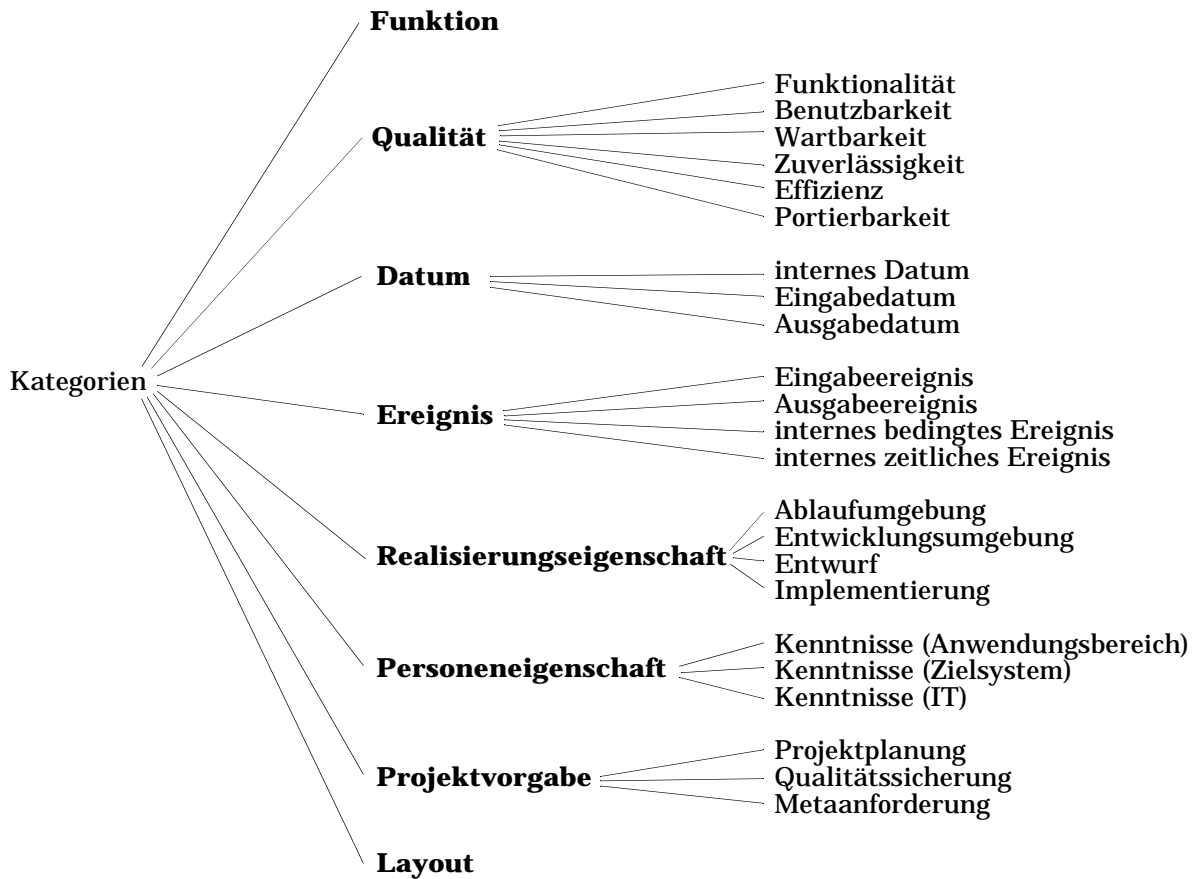 Funktion
Qualität
Funktionalität
Benutzbarkeit
Wartbarkeit
Zuverlässigkeit
Effizienz
Portierbarkeit
Datum
internes Datum
Eingabedatum
Ausgabedatum
Kategorien
Ereignis
Eingabeereignis
Ausgabeereignis
internes bedingtes Ereignis
internes zeitliches Ereignis
Realisierungseigenschaft
Ablaufumgebung
Entwicklungsumgebung
Entwurf
Implementierung
Personeneigenschaft
Kenntnisse (Anwendungsbereich)
Kenntnisse (Zielsystem)
Kenntnisse (IT)
Projektvorgabe
Projektplanung
Qualitätssicherung
Metaanforderung
Layout